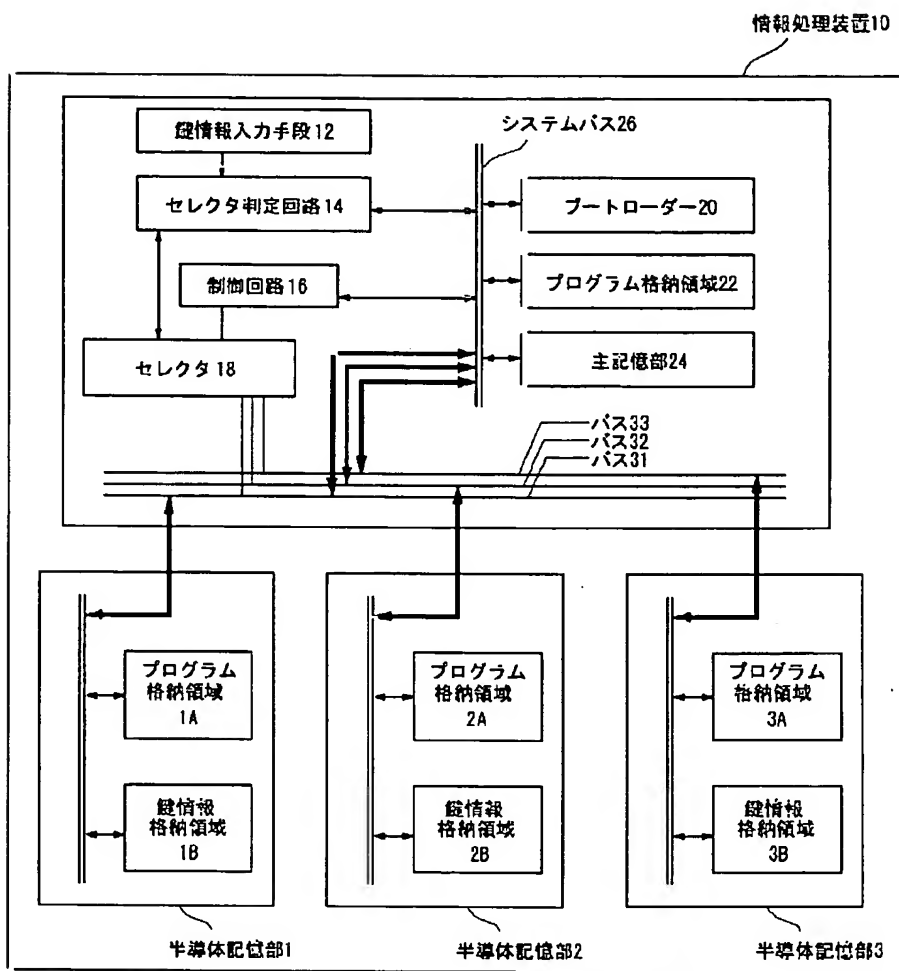 情報処理装置10
鍵情報入力手段12
システムバス26
セレクタ判定回路14
ブートローダー20
制御回路16
プログラム格納領域22
セレクタ18
主記憶部24
バス33
バス32
バス31
プログラム
格納領域
1A
鍵情報
格納領域
1B
半導体記憶部1
プログラム
格納領域
2A
鍵情報
格納領域
2B
半導体記憶部2
プログラム
格納領域
3A
鍵情報
格納領域
3B
半導体記憶部3